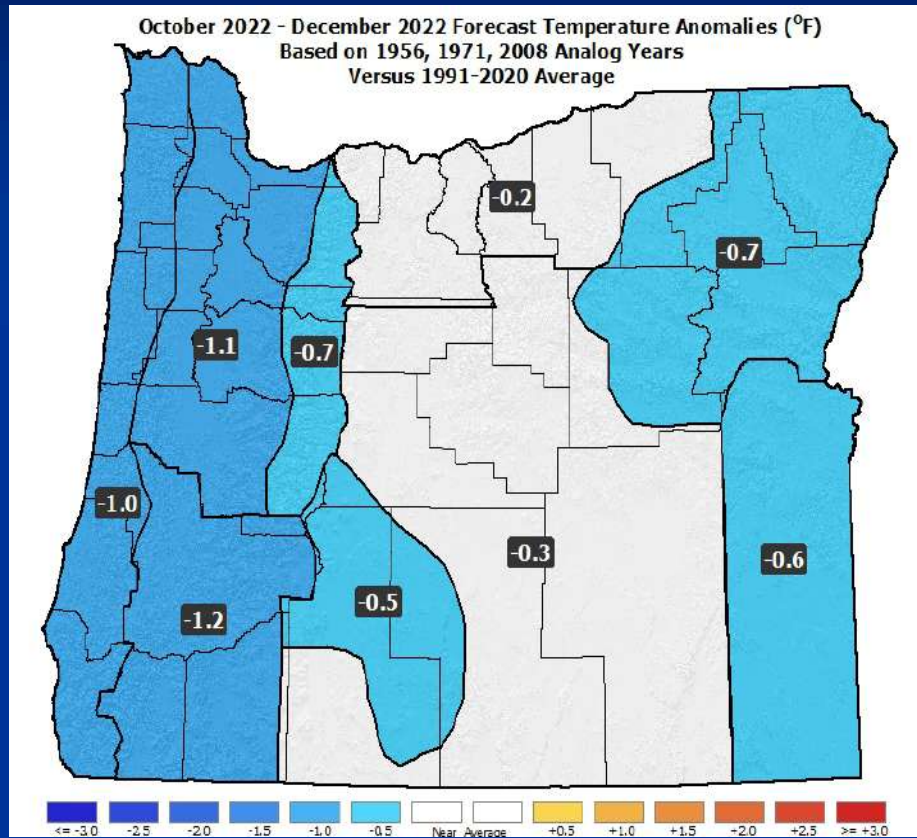 October 2022 - December 2022 Forecast Temperature Anomalies (°F)
Based on 1956, 1971, 2008 Analog Years
Versus 1991-2020 Average
-0.2
-0.7
-1.1
-0.7
-1.0
-0.3
-0.6
-0.5
-1.2
<= -3.0 -2.5 -2.0 -1.5 -1.0 -0.5 Near Average +0.5 +1.0 +1.5 +2.0 +2.5 >= +3.0